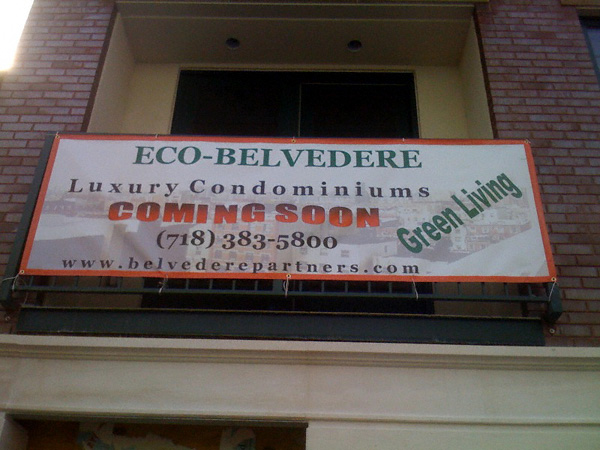 ECO-BELVEDERE
Luxury Condominiums
COMING SOON
Green Living
(718) 383-5800
www.belvederepartners.com